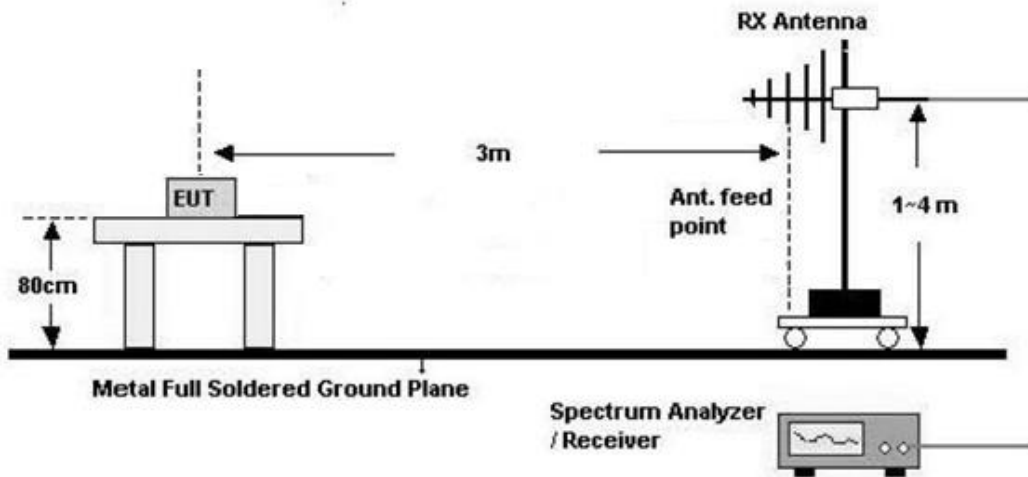 RX Antenna
3m
EUT
Ant. feed
point
1~4 m
80cm
Metal Full Soldered Ground Plane
Spectrum Analyzer
/ Receiver